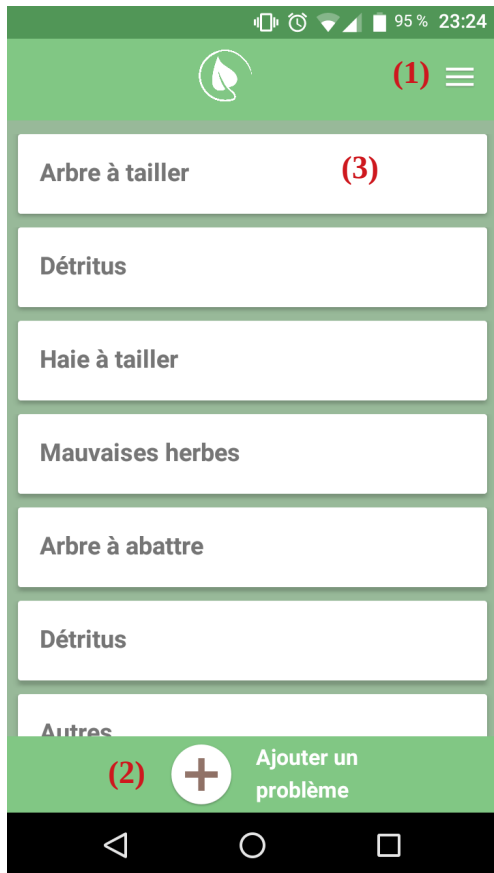 95 % 23:24
(1)
Arbre à tailler (3)
Détritus
Haie à tailler
Mauvaises herbes
Arbre à abattre
Détritus
Autres
(2)
Ajouter un
problème